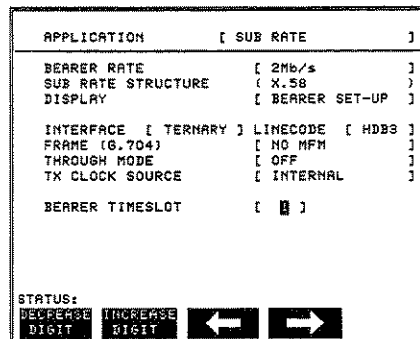 APPLICATION [ SUB RATE ]
BEARER RATE [ 2Mb/s ]
SUB RATE STRUCTURE ( X.58 )
DISPLAY [ BEARER SET-UP ]
INTERFACE [ TERNARY ] LINECODE [ HDB3 ]
FRAME (G.704) [ NO MFM ]
THROUGH MODE [ OFF ]
TX CLOCK SOURCE [ INTERNAL ]
BEARER TIMESLOT [ 1 ]
STATUS:
DECREASE INCREASE
DIGIT DIGIT